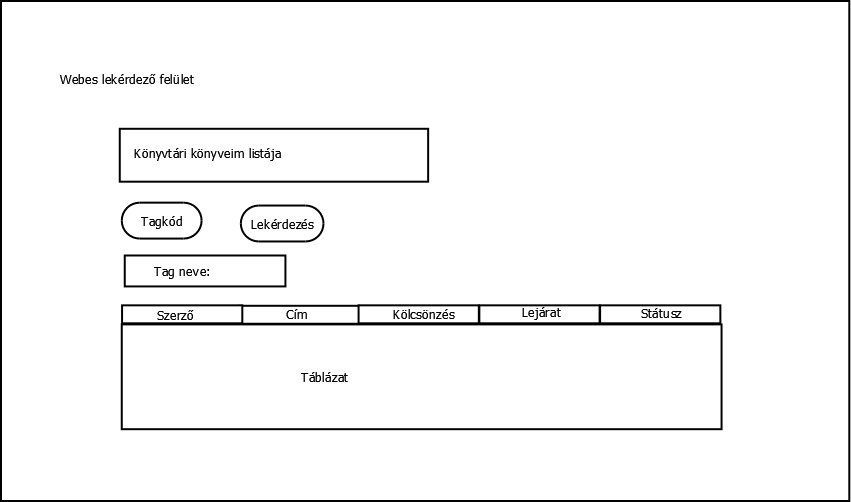 Webes lekérdező felület
Könyvtári könyveim listája
Tagkód
Lekérdezés
Tag neve:
Szerző
Cím
Kölcsönzés
Lejárat
Státusz
Táblázat